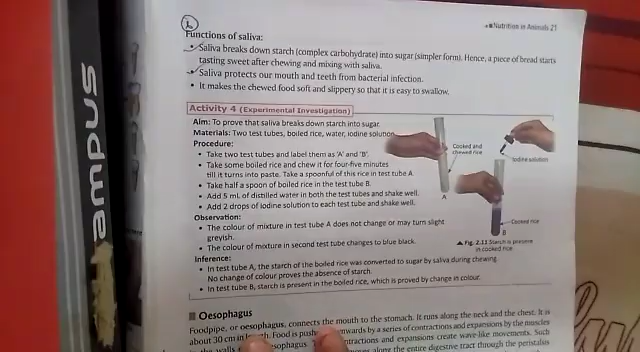 Nutrition in Animals 21
Functions of saliva:
• Saliva breaks down starch (complex carbohydrate) into sugar (simpler form). Hence, a piece of bread starts
tasting sweet after chewing and mixing with saliva.
• Saliva protects our mouth and teeth from bacterial infection.
• It makes the chewed food soft and slippery so that it is easy to swallow.
Activity 4 (Experimental Investigation)
Aim: To prove that saliva breaks down starch into sugar.
Materials: Two test tubes, boiled rice, water, iodine solution
Procedure:
• Take two test tubes and label them as 'A' and 'B'.
• Take some boiled rice and chew it for four-five minutes
till it turns into paste. Take a spoonful of this rice in test tube A.
• Take half a spoon of boiled rice in the test tube B.
• Add 5 mL of distilled water in both the test tubes and shake well.
• Add 2 drops of iodine solution to each test tube and shake well.
Observation:
• The colour of mixture in test tube A does not change or may turn slight
greyish.
• The colour of mixture in second test tube changes to blue black.
Inference:
• In test tube A, the starch of the boiled rice was converted to sugar by saliva during chewing.
No change of colour proves the absence of starch.
• In test tube B, starch is present in the boiled rice, which is proved by change in colour.
Cooked and
chewed rice
Iodine solution
A
Cooked rice
B
▲ Fig. 2.11 Starch is present
in cooked rice
■ Oesophagus
Foodpipe, or oesophagus, connects the mouth to the stomach. It runs along the neck and the chest. It is
about 30 cm in Food is by a series of contractions and expansions by the muscles
in the walls and expansions create wave-like movements. Such
along the entire digestive tract through the peristalsis
ampus